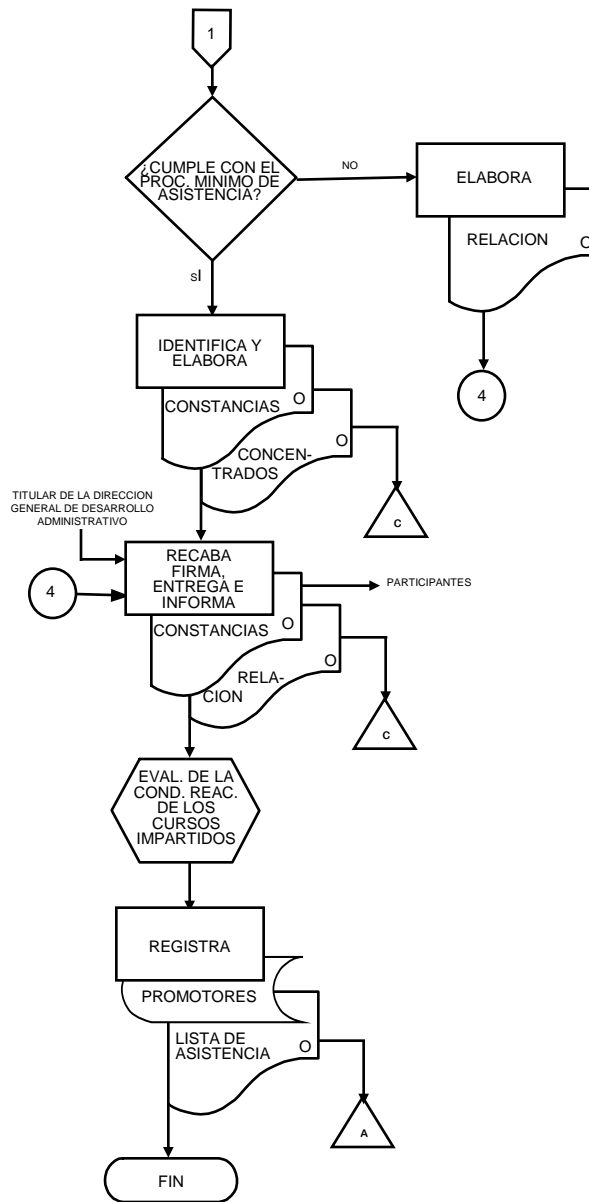 1
¿CUMPLE CON EL
PROC. MINIMO DE
ASISTENCIA?
NO
ELABORA
RELACION
O
4
sI
IDENTIFICA Y
ELABORA
CONSTANCIAS
O
CONCEN-
TRADOS
O
c
TITULAR DE LA DIRECCION
GENERAL DE DESARROLLO
ADMINISTRATIVO
4
RECABA
FIRMA,
ENTREGA E
INFORMA
PARTICIPANTES
CONSTANCIAS
O
RELA-
CION
O
c
EVAL. DE LA
COND. REAC.
DE LOS
CURSOS
IMPARTIDOS
REGISTRA
PROMOTORES
LISTA DE
ASISTENCIA
O
A
FIN